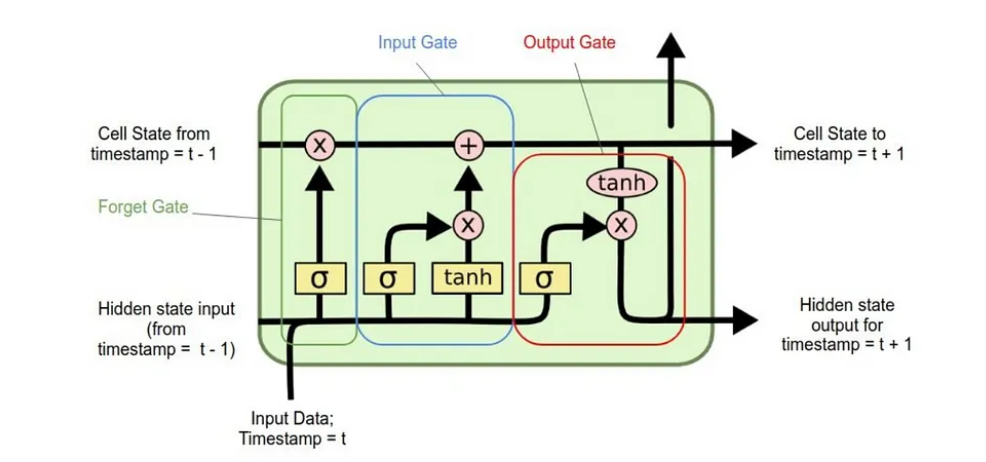 Input Gate
Output Gate
Cell State from
timestamp = t - 1
x
+
Cell State to
timestamp = t + 1
tanh
Forget Gate
x
x
σ
σ
tanh
σ
Hidden state input
(from
timestamp = t - 1)
Hidden state
output for
timestamp = t + 1
Input Data;
Timestamp = t